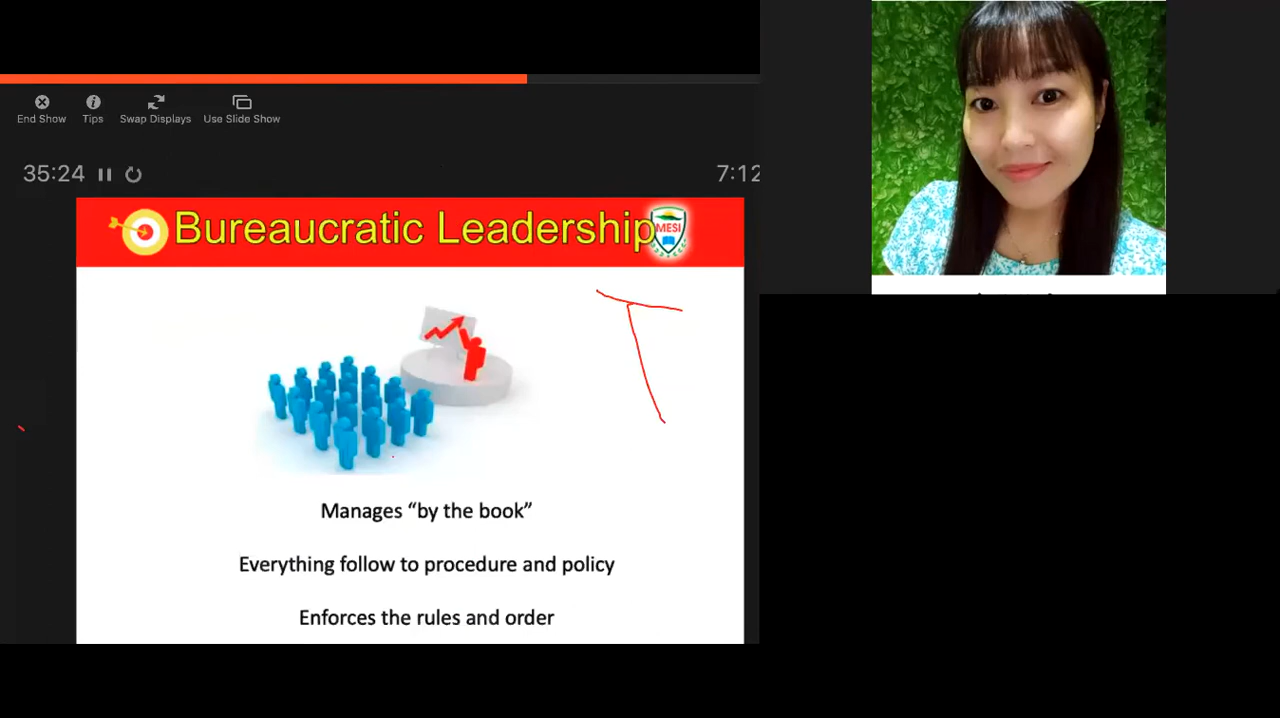 End Show Tips Swap Displays Use Slide Show
35:24 7:12
Bureaucratic Leadership
MESI
Manages “by the book”
Everything follow to procedure and policy
Enforces the rules and order